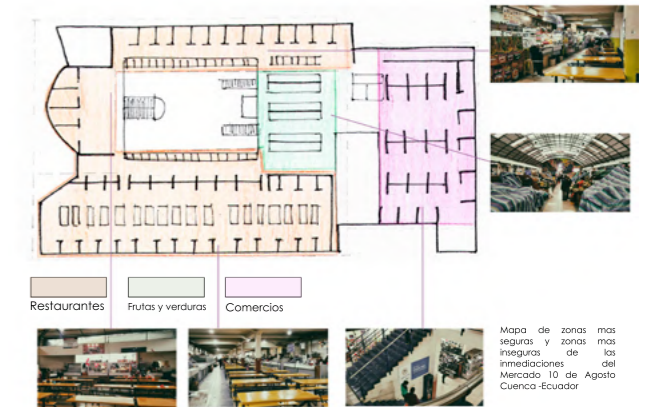 Restaurantes
Frutas y verduras
Comercios
Mapa de zonas mas
seguras y zonas mas
inseguras de las
inmediaciones del
Mercado 10 de Agosto
Cuenca -Ecuador